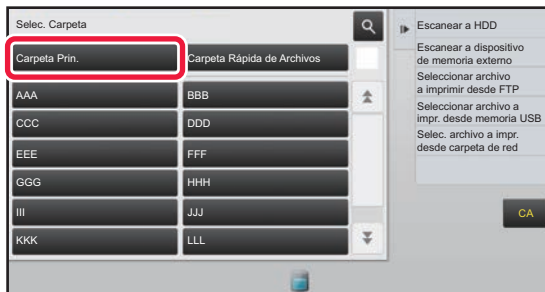 Selec. Carpeta
Carpeta Prin.
Carpeta Rápida de Archivos
AAA
BBB
CCC
DDD
EEE
FFF
GGG
HHH
III
JJJ
KKK
LLL
Escanear a HDD
Escanear a dispositivo
de memoria externo
Seleccionar archivo
a imprimir desde FTP
Seleccionar archivo a
impr. desde memoria USB
Selec. archivo a impr.
desde carpeta de red
CA